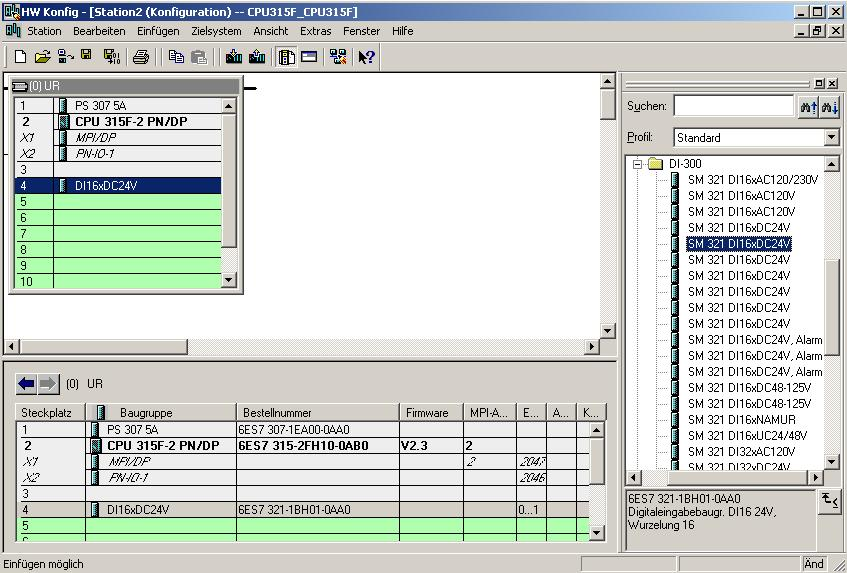 HW Konfig - [Station2 (Konfiguration) -- CPU315F_CPU315F]
Station Bearbeiten Einfügen Zielsystem Ansicht Extras Fenster Hilfe
(0) UR
1 PS 307 5A
2 CPU 315F-2 PN/DP
X1 MPI/DP
X2 PN-IO-1
3
4 DI16xDC24V
5
6
7
8
9
10
Suchen:
Profil: Standard
DI-300
SM 321 DI16xAC120/230V
SM 321 DI16xAC120V
SM 321 DI16xAC120V
SM 321 DI16xDC24V
SM 321 DI16xDC24V
SM 321 DI16xDC24V
SM 321 DI16xDC24V
SM 321 DI16xDC24V
SM 321 DI16xDC24V
SM 321 DI16xDC24V
SM 321 DI16xDC24V, Alarm
SM 321 DI16xDC24V, Alarm
SM 321 DI16xDC24V, Alarm
SM 321 DI16xDC48-125V
SM 321 DI16xDC48-125V
SM 321 DI16xNAMUR
SM 321 DI16xUC24/48V
SM 321 DI32xAC120V
SM 321 DI32xDC24V
6ES7 321-1BH01-0AA0
Digitaleingabebaugr. DI16 24V,
Wurzelung 16
(0) UR
Steckplatz Baugruppe Bestellnummer Firmware MPI-A... E... A... K...
1 PS 307 5A 6ES7 307-1EA00-0AA0
2 CPU 315F-2 PN/DP 6ES7 315-2FH10-0AB0 V2.3 2
X1 MPI/DP 2 2047
X2 PN-IO-1 2046
3
4 DI16xDC24V 6ES7 321-1BH01-0AA0 0...1
5
6
Einfügen möglich Änd